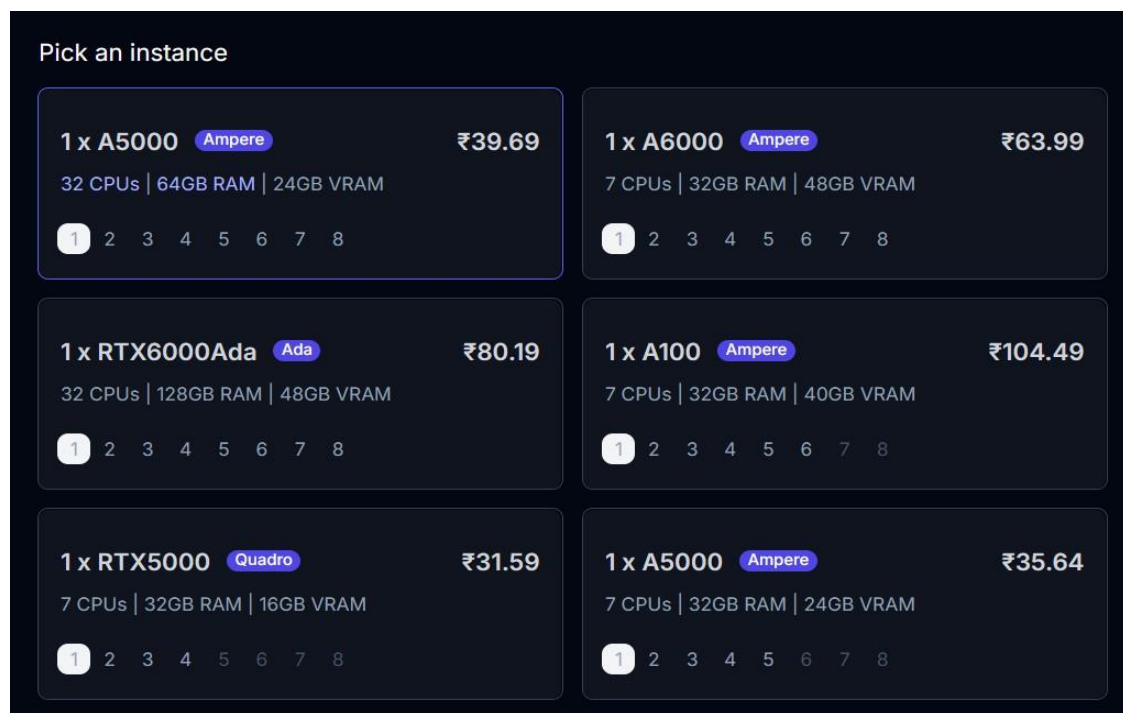 Pick an instance
1 x A5000 Ampere ₹39.69
32 CPUs | 64GB RAM | 24GB VRAM
1 2 3 4 5 6 7 8
1 x A6000 Ampere ₹63.99
7 CPUs | 32GB RAM | 48GB VRAM
1 2 3 4 5 6 7 8
1 x RTX6000Ada Ada ₹80.19
32 CPUs | 128GB RAM | 48GB VRAM
1 2 3 4 5 6 7 8
1 x A100 Ampere ₹104.49
7 CPUs | 32GB RAM | 40GB VRAM
1 2 3 4 5 6 7 8
1 x RTX5000 Quadro ₹31.59
7 CPUs | 32GB RAM | 16GB VRAM
1 2 3 4 5 6 7 8
1 x A5000 Ampere ₹35.64
7 CPUs | 32GB RAM | 24GB VRAM
1 2 3 4 5 6 7 8